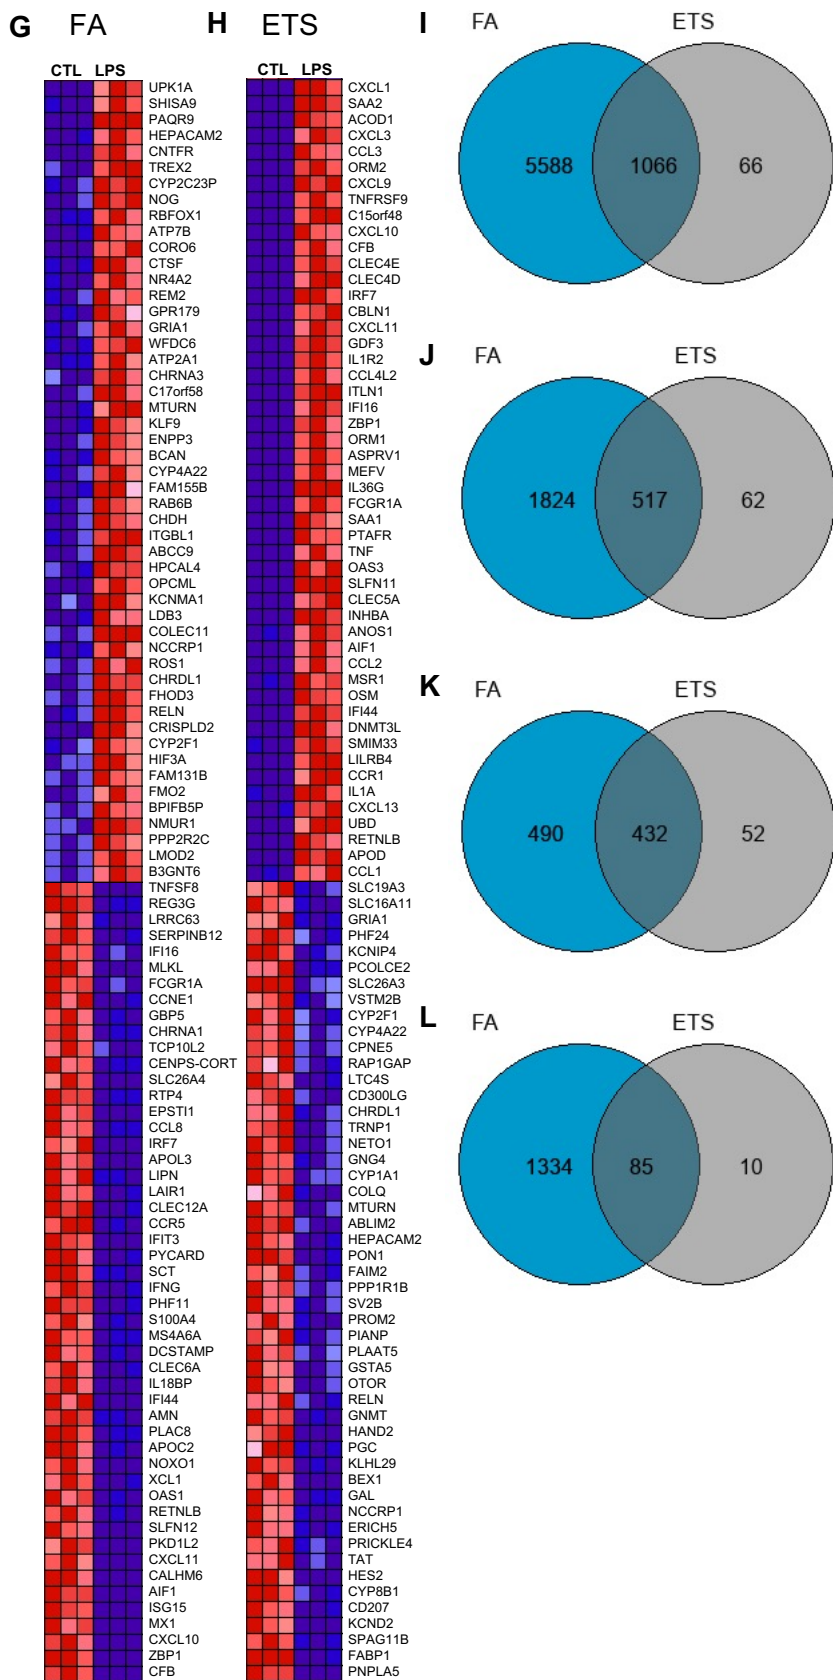 G FA
CTL LPS
UPK1A
SHISA9
PAQR9
HEPACAM2
CNTFR
TREX2
CYP2C23P
NOG
RBFOX1
ATP7B
CORO6
CTSF
NR4A2
REM2
GPR179
GRIA1
WFDC6
ATP2A1
CHRNA3
C17orf58
MTURN
KLF9
ENPP3
BCAN
CYP4A22
FAM155B
RAB6B
CHDH
ITGBL1
ABCC9
HPCAL4
OPCML
KCNMA1
LDB3
COLEC11
NCCRP1
ROS1
CHRDL1
FHOD3
RELN
CRISPLD2
CYP2F1
HIF3A
FAM131B
FMO2
BPIFB5P
NMUR1
PPP2R2C
LMOD2
B3GNT6
TNFSF8
REG3G
LRRC63
SERPINB12
IFI16
MLKL
FCGR1A
CCNE1
GBP5
CHRNA1
TCP10L2
CENPS-CORT
SLC26A4
RTP4
EPSTI1
CCL8
IRF7
APOL3
LIPN
LAIR1
CLEC12A
CCR5
IFIT3
PYCARD
SCT
IFNG
PHF11
S100A4
MS4A6A
DCSTAMP
CLEC6A
IL18BP
IFI44
AMN
PLAC8
APOC2
NOXO1
XCL1
OAS1
RETNLB
SLFN12
PKD1L2
CXCL11
CALHM6
AIF1
ISG15
MX1
CXCL10
ZBP1
CFB
H ETS
CTL LPS
CXCL1
SAA2
ACOD1
CXCL3
CCL3
ORM2
CXCL9
TNFRSF9
C15orf48
CXCL10
CFB
CLEC4E
CLEC4D
IRF7
CBLN1
CXCL11
GDF3
IL1R2
CCL4L2
ITLN1
IFI16
ZBP1
ORM1
ASPRV1
MEFV
IL36G
FCGR1A
SAA1
PTAFR
TNF
OAS3
SLFN11
CLEC5A
INHBA
ANOS1
AIF1
CCL2
MSR1
OSM
IFI44
DNMT3L
SMIM33
LILRB4
CCR1
IL1A
CXCL13
UBD
RETNLB
APOD
CCL1
SLC19A3
SLC16A11
GRIA1
PHF24
KCNIP4
PCOLCE2
SLC26A3
VSTM2B
CYP2F1
CYP4A22
CPNE5
RAP1GAP
LTC4S
CD300LG
CHRDL1
TRNP1
NETO1
GNG4
CYP1A1
COLQ
MTURN
ABLIM2
HEPACAM2
PON1
FAIM2
PPP1R1B
SV2B
PROM2
PIANP
PLAAT5
GSTA5
OTOR
RELN
GNMT
HAND2
PGC
KLHL29
BEX1
GAL
NCCRP1
ERICH5
PRICKLE4
TAT
HES2
CYP8B1
CD207
KCND2
SPAG11B
FABP1
PNPLA5
I FA ETS
5588 1066 66
J FA ETS
1824 517 62
K FA ETS
490 432 52
L FA ETS
1334 85 10